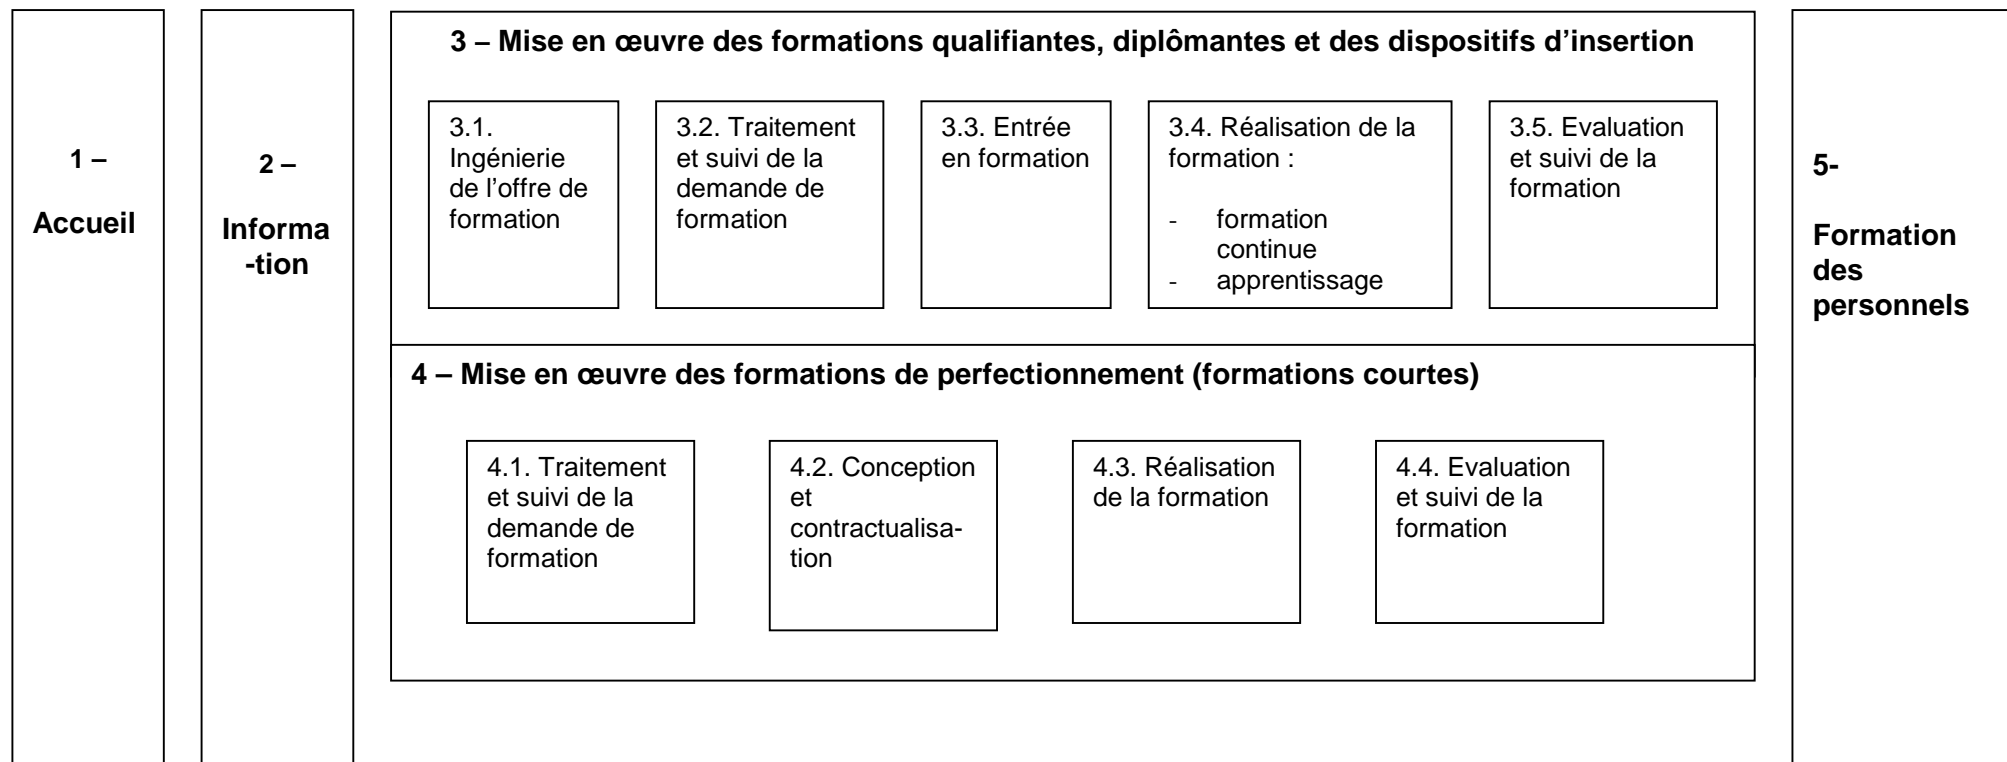 1 –
Accueil
2 –
Informa
-tion
3 – Mise en œuvre des formations qualifiantes, diplômantes et des dispositifs d’insertion
3.1.
Ingénierie
de l’offre de
formation
3.2. Traitement
et suivi de la
demande de
formation
3.3. Entrée
en formation
3.4. Réalisation de la
formation :
- formation
continue
- apprentissage
3.5. Evaluation
et suivi de la
formation
4 – Mise en œuvre des formations de perfectionnement (formations courtes)
4.1. Traitement
et suivi de la
demande de
formation
4.2. Conception
et
contractualisa-
tion
4.3. Réalisation
de la formation
4.4. Evaluation
et suivi de la
formation
5-
Formation
des
personnels